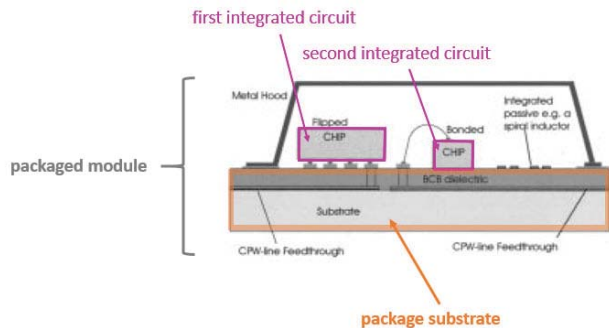 first integrated circuit
second integrated circuit
Metal Hood
Flipped
CHIP
Bonded
CHIP
Integrated
passive e.g. a
spiral inductor
packaged module
BCB dielectric
Substrate
CPW-line Feedthrough
CPW-line Feedthrough
package substrate